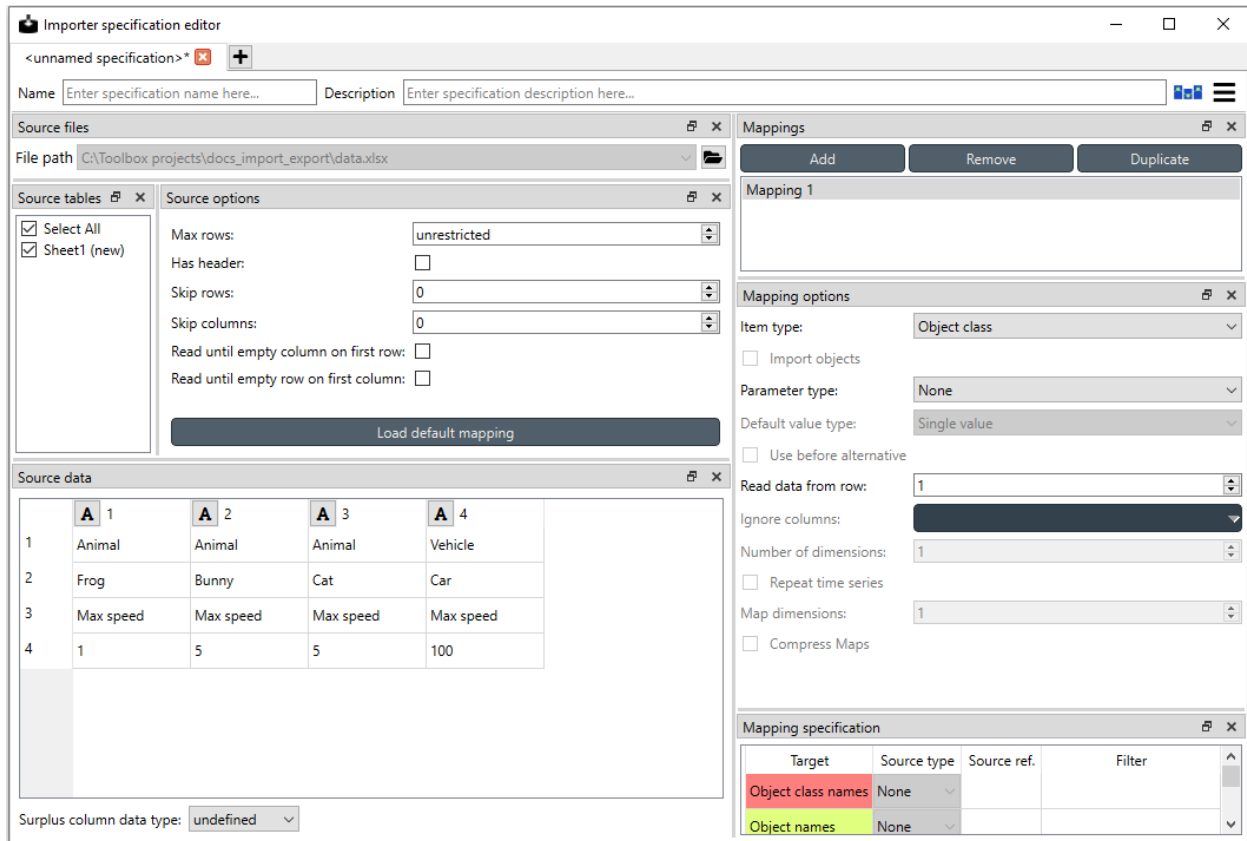 Importer specification editor
<unnamed specification>*
Name Enter specification name here... Description Enter specification description here...
Source files
File path C:\Toolbox projects\docs_import_export\data.xlsx
Source tables
Select All
Sheet1 (new)
Source options
Max rows: unrestricted
Has header:
Skip rows: 0
Skip columns: 0
Read until empty column on first row:
Read until empty row on first column:
Load default mapping
Source data
A 1 A 2 A 3 A 4
1 Animal Animal Animal Vehicle
2 Frog Bunny Cat Car
3 Max speed Max speed Max speed Max speed
4 1 5 5 100
Surplus column data type: undefined
Mappings
Add Remove Duplicate
Mapping 1
Mapping options
Item type: Object class
Import objects
Parameter type: None
Default value type: Single value
Use before alternative
Read data from row: 1
Ignore columns:
Number of dimensions: 1
Repeat time series
Map dimensions: 1
Compress Maps
Mapping specification
Target Source type Source ref. Filter
Object class names None
Object names None